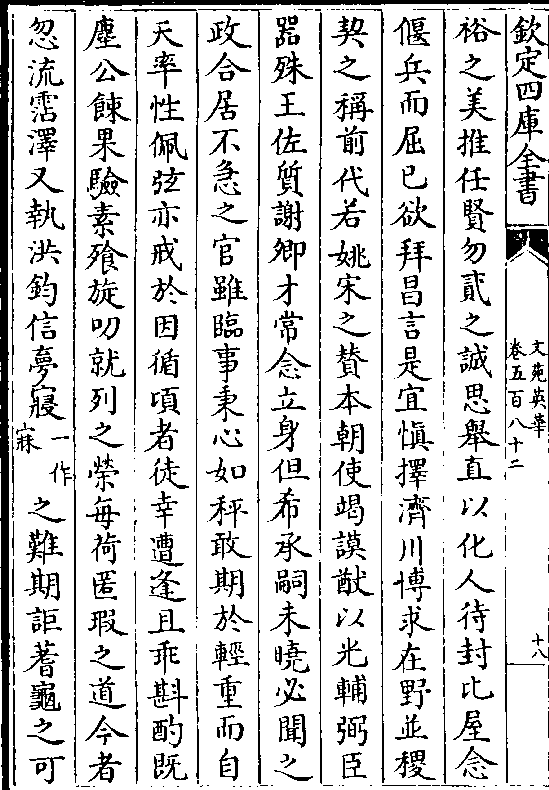 欽定四庫全書
文苑英華
卷五百八十二
十八
裕之美推任賢勿貳之誠思舉直以化人待封比屋念
偃兵而屈已欲拜昌言是宜慎擇濟川博求在野並稷
契之稱前代若姚宋之賛本朝使竭謨猷以光輔弼臣
器殊王佐質謝卿才常念立身但希承嗣未曉必聞之
政合居不急之官雖臨事秉心如秤敢期於輕重而自
天率性佩弦亦戒於因循頃者徒幸遭逢且乖斟酌既
塵公餗果驗素飱旋叨就列之榮每荷匿瑕之道今者
忽流霑澤又執洪鈞信夢寢一作寐之難期詎蓍龜之可